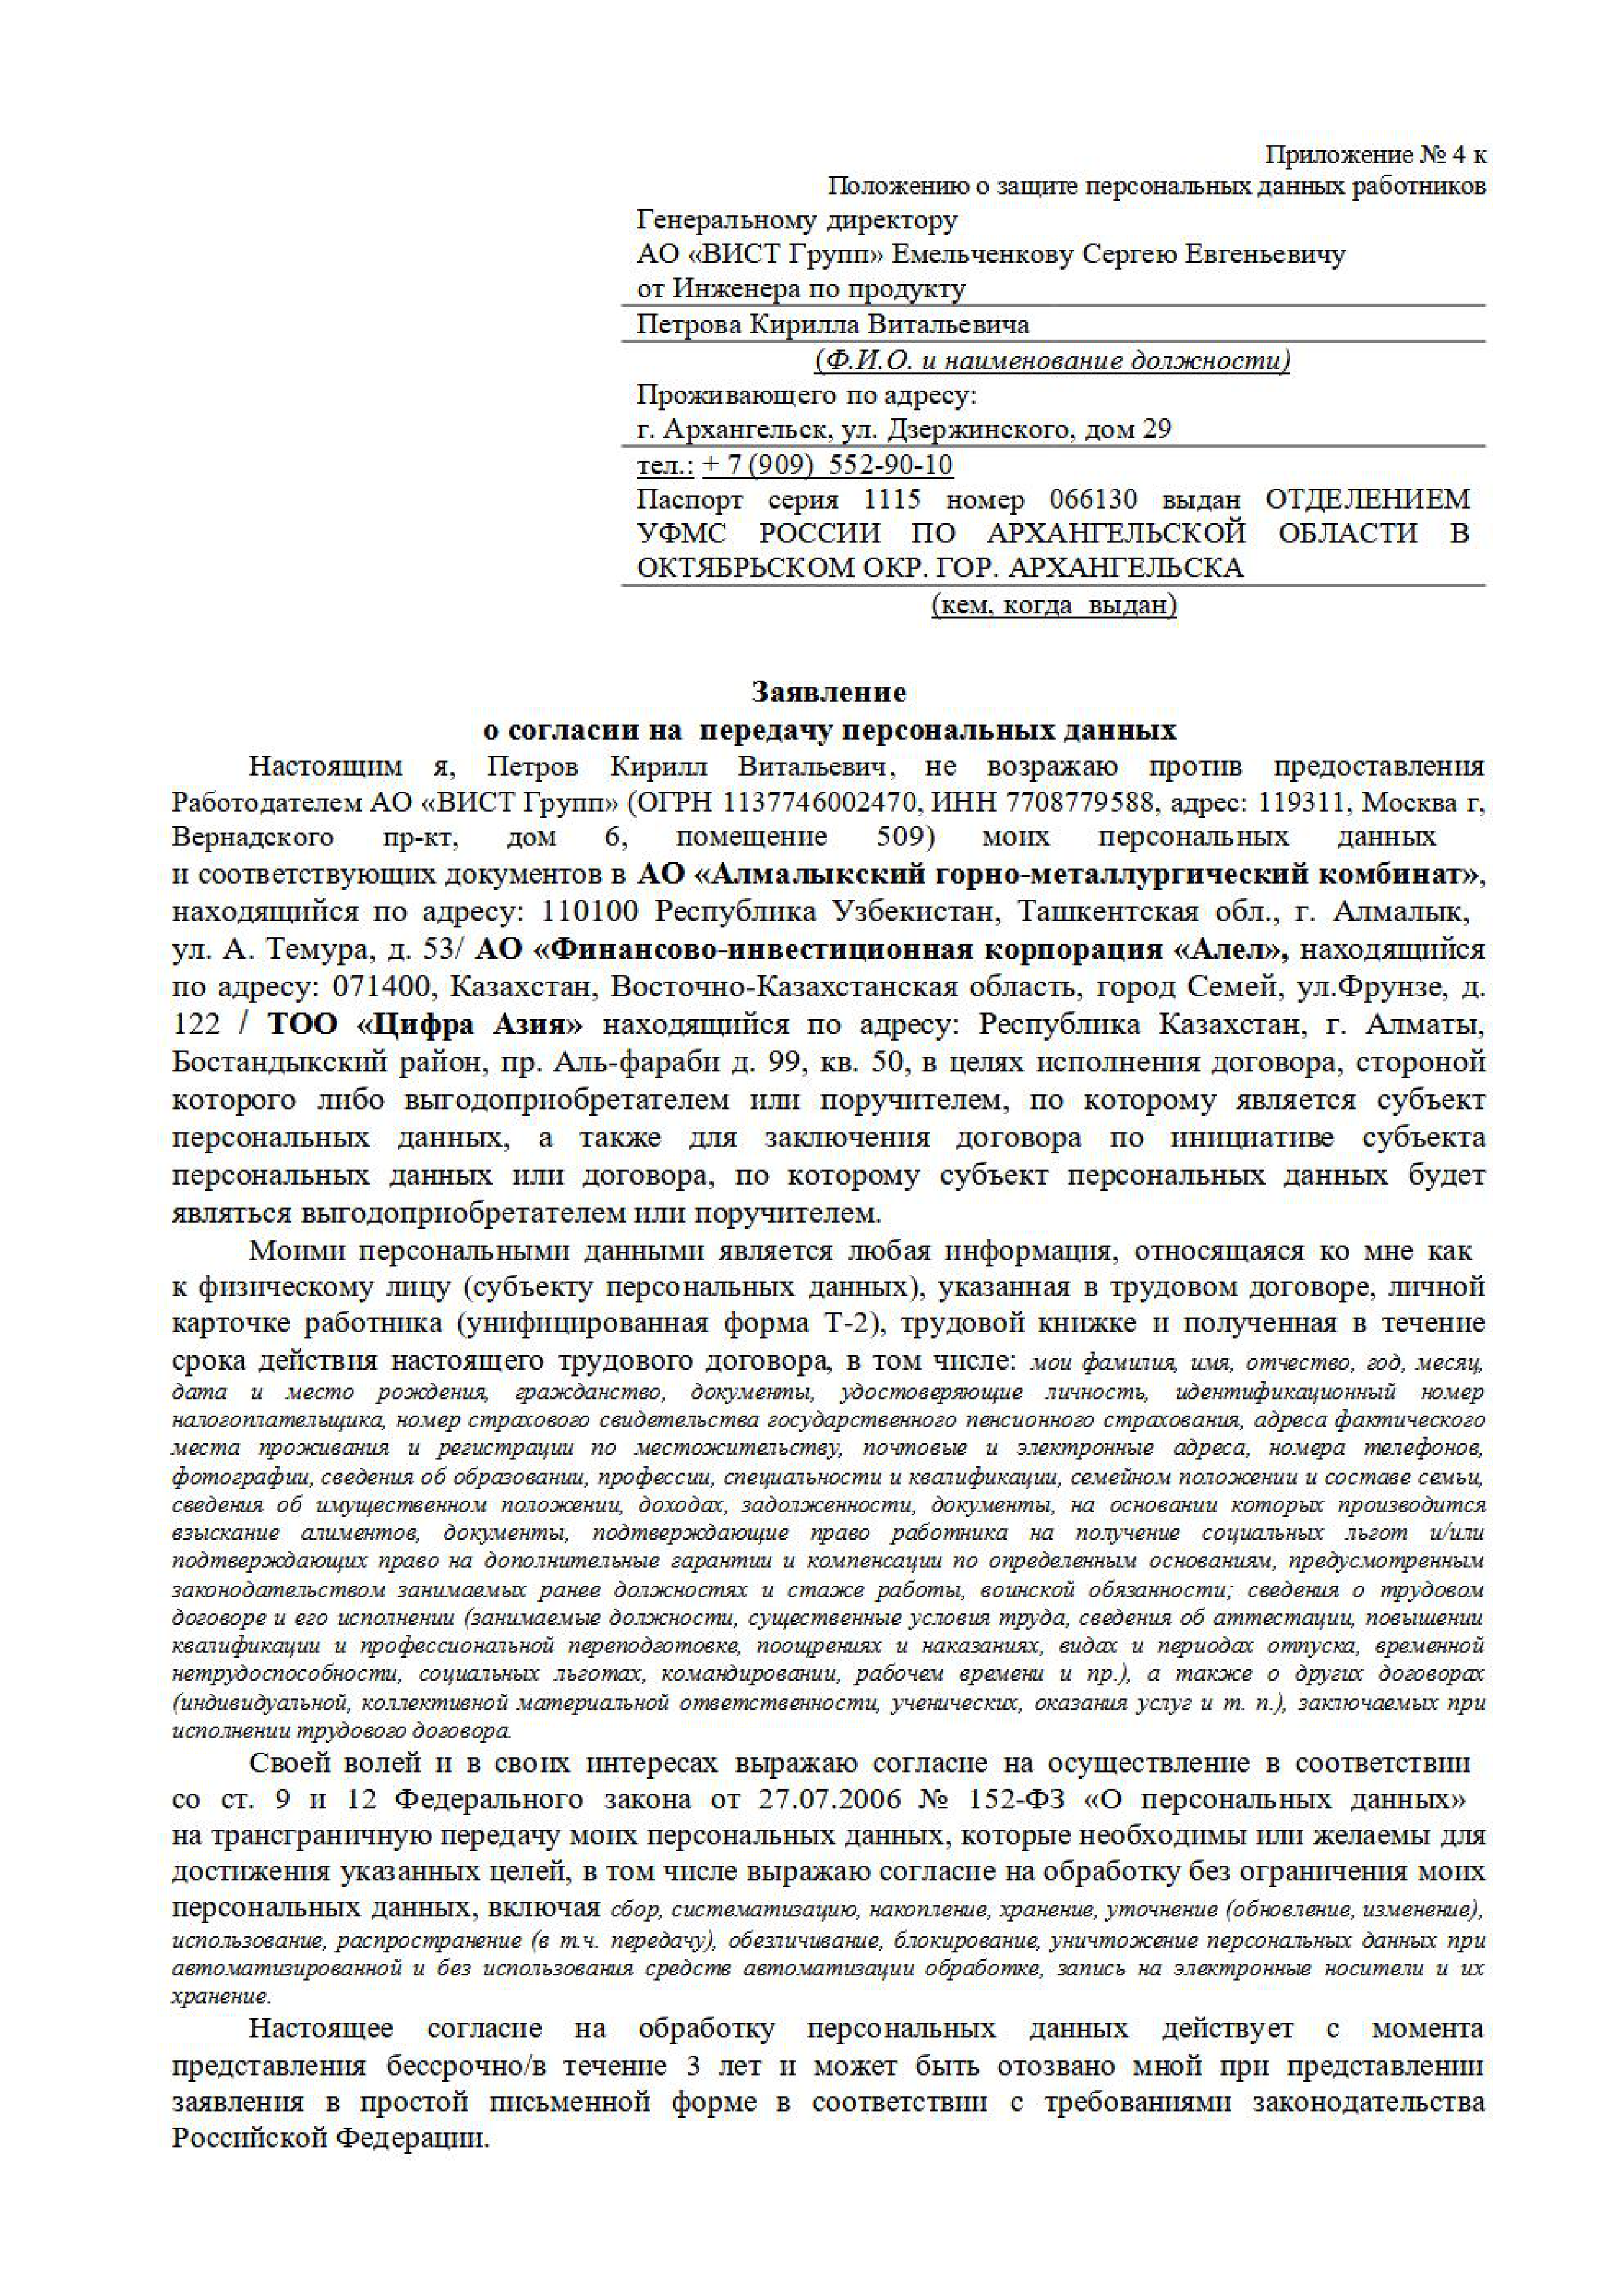 Приложение № 4 к
Положению о защите персональных данных работников
Генеральному директору
АО «ВИСТ Групп» Емельченкову Сергею Евгеньевичу
от Инженера по продукту
Петрова Кирилла Витальевича
(Ф.И.О. и наименование должности)
Проживающего по адресу:
г. Архангельск, ул. Дзержинского, дом 29
тел.: + 7 (909) 552-90-10
Паспорт серия 1115 номер 066130 выдан ОТДЕЛЕНИЕМ
УФМС РОССИИ ПО АРХАНГЕЛЬСКОЙ ОБЛАСТИ В
ОКТЯБРЬСКОМ ОКР. ГОР. АРХАНГЕЛЬСКА
(кем, когда выдан)
Заявление
о согласии на передачу персональных данных
Настоящим я, Петров Кирилл Витальевич, не возражаю против предоставления
Работодателем АО «ВИСТ Групп» (ОГРН 1137746002470, ИНН 7708779588, адрес: 119311, Москва г,
Вернадского пр-кт, дом 6, помещение 509) моих персональных данных
и соответствующих документов в АО «Алмалыкский горно-металлургический комбинат»,
находящийся по адресу: 110100 Республика Узбекистан, Ташкентская обл., г. Алмалык,
ул. А. Темура, д. 53/ АО «Финансово-инвестиционная корпорация «Алел», находящийся
по адресу: 071400, Казахстан, Восточно-Казахстанская область, город Семей, ул.Фрунзе, д.
122 / ТОО «Цифра Азия» находящийся по адресу: Республика Казахстан, г. Алматы,
Бостандыкский район, пр. Аль-фараби д. 99, кв. 50, в целях исполнения договора, стороной
которого либо выгодоприобретателем или поручителем, по которому является субъект
персональных данных, а также для заключения договора по инициативе субъекта
персональных данных или договора, по которому субъект персональных данных будет
являться выгодоприобретателем или поручителем.
Моими персональными данными является любая информация, относящаяся ко мне как
к физическому лицу (субъекту персональных данных), указанная в трудовом договоре, личной
карточке работника (унифицированная форма Т-2), трудовой книжке и полученная в течение
срока действия настоящего трудового договора, в том числе: мои фамилия, имя, отчество, год, месяц,
дата и место рождения, гражданство, документы, удостоверяющие личность, идентификационный номер
налогоплательщика, номер страхового свидетельства государственного пенсионного страхования, адреса фактического
места проживания и регистрации по местожительству, почтовые и электронные адреса, номера телефонов,
фотографии, сведения об образовании, профессии, специальности и квалификации, семейном положении и составе семьи,
сведения об имущественном положении, доходах, задолженности, документы, на основании которых производится
взыскание алиментов, документы, подтверждающие право работника на получение социальных льгот и/или
подтверждающих право на дополнительные гарантии и компенсации по определенным основаниям, предусмотренным
законодательством занимаемых ранее должностях и стаже работы, воинской обязанности; сведения о трудовом
договоре и его исполнении (занимаемые должности, существенные условия труда, сведения об аттестации, повышении
квалификации и профессиональной переподготовке, поощрениях и наказаниях, видах и периодах отпуска, временной
нетрудоспособности, социальных льготах, командировании, рабочем времени и пр.), а также о других договорах
(индивидуальной, коллективной материальной ответственности, ученических, оказания услуг и т. п.), заключаемых при
исполнении трудового договора.
Своей волей и в своих интересах выражаю согласие на осуществление в соответствии
со ст. 9 и 12 Федерального закона от 27.07.2006 № 152-ФЗ «О персональных данных»
на трансграничную передачу моих персональных данных, которые необходимы или желаемы для
достижения указанных целей, в том числе выражаю согласие на обработку без ограничения моих
персональных данных, включая сбор, систематизацию, накопление, хранение, уточнение (обновление, изменение),
использование, распространение (в т.ч. передачу), обезличивание, блокирование, уничтожение персональных данных при
автоматизированной и без использования средств автоматизации обработке, запись на электронные носители и их
хранение.
Настоящее согласие на обработку персональных данных действует с момента
представления бессрочно/в течение 3 лет и может быть отозвано мной при представлении
заявления в простой письменной форме в соответствии с требованиями законодательства
Российской Федерации.